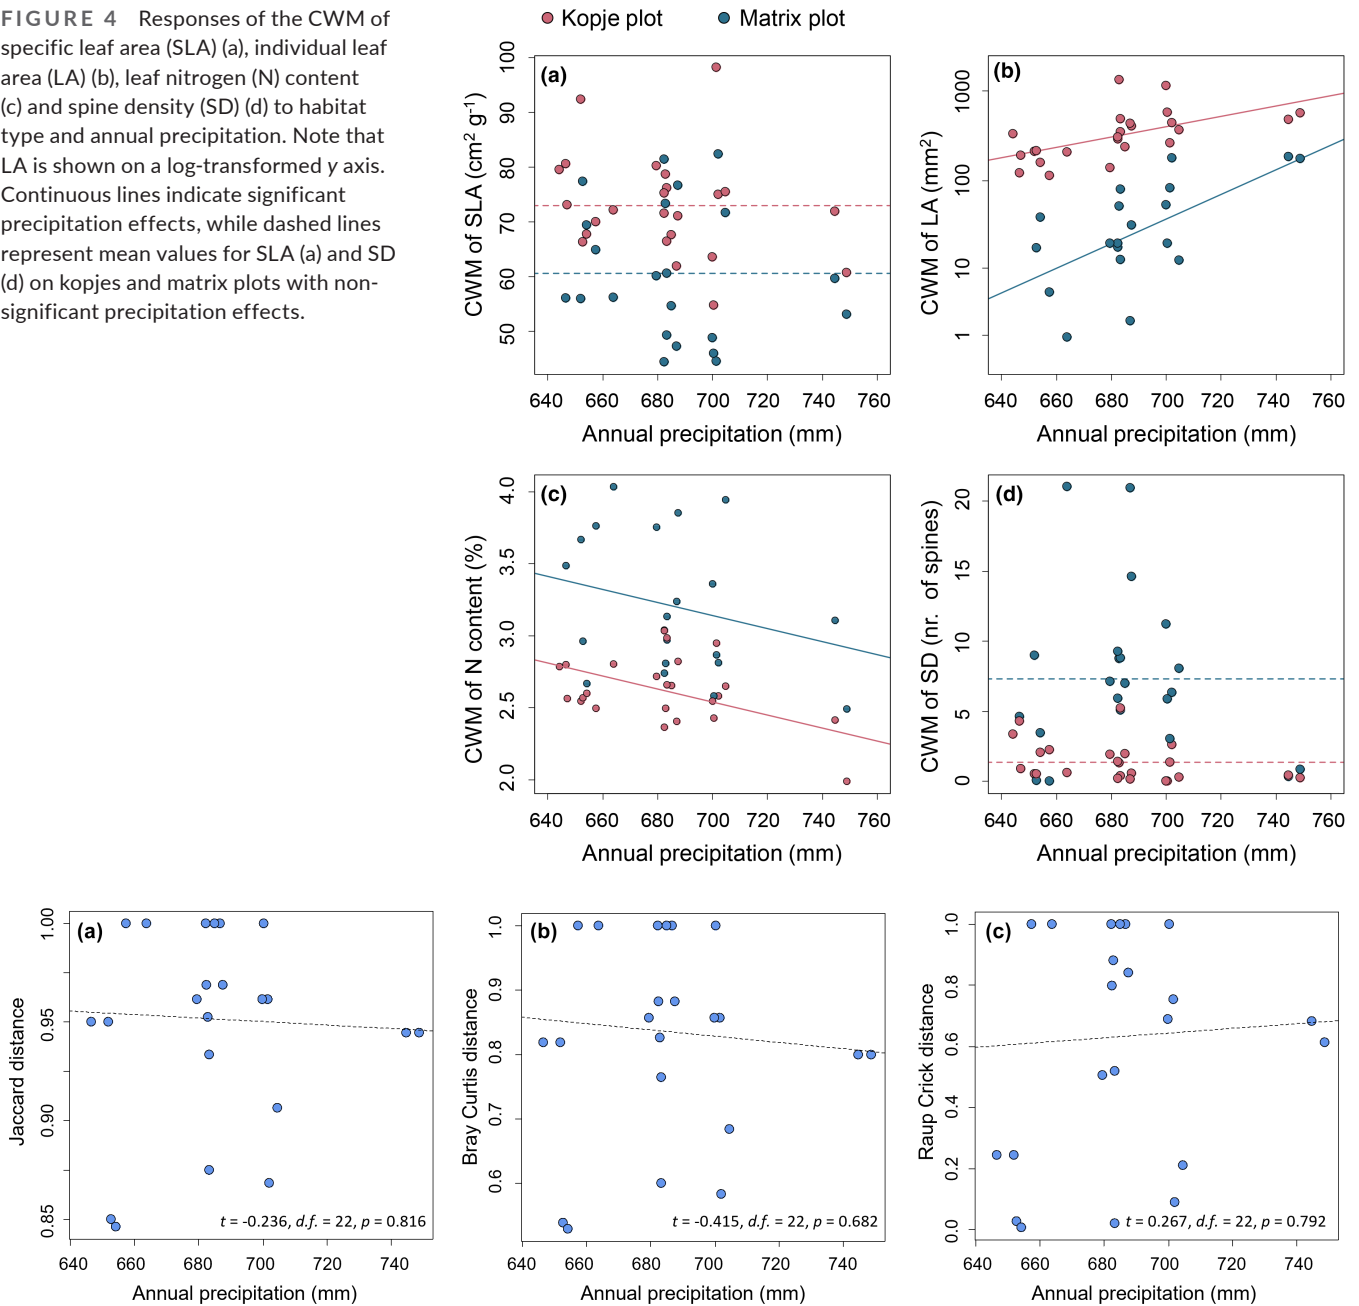 FIGURE 4 Responses of the CWM of
specific leaf area (SLA) (a), individual leaf
area (LA) (b), leaf nitrogen (N) content
(c) and spine density (SD) (d) to habitat
type and annual precipitation. Note that
LA is shown on a log-transformed y axis.
Continuous lines indicate significant
precipitation effects, while dashed lines
represent mean values for SLA (a) and SD
(d) on kopjes and matrix plots with non-
significant precipitation effects.
Kopje plot Matrix plot
(a)
CWM of SLA (cm² g⁻¹)
100
90
80
70
60
50
640 660 680 700 720 740 760
Annual precipitation (mm)
(b)
CWM of LA (mm²)
1000
100
10
1
640 660 680 700 720 740 760
Annual precipitation (mm)
(c)
CWM of N content (%)
4.0
3.5
3.0
2.5
2.0
640 660 680 700 720 740 760
Annual precipitation (mm)
(d)
CWM of SD (nr. of spines)
20
15
10
5
0
640 660 680 700 720 740 760
Annual precipitation (mm)
(a)
Jaccard distance
1.00
0.95
0.90
0.85
t = -0.236, d.f. = 22, p = 0.816
640 660 680 700 720 740
Annual precipitation (mm)
(b)
Bray Curtis distance
1.0
0.9
0.8
0.7
0.6
t = -0.415, d.f. = 22, p = 0.682
640 660 680 700 720 740
Annual precipitation (mm)
(c)
Raup Crick distance
1.0
0.8
0.6
0.4
0.2
0.0
t = 0.267, d.f. = 22, p = 0.792
640 660 680 700 720 740
Annual precipitation (mm)